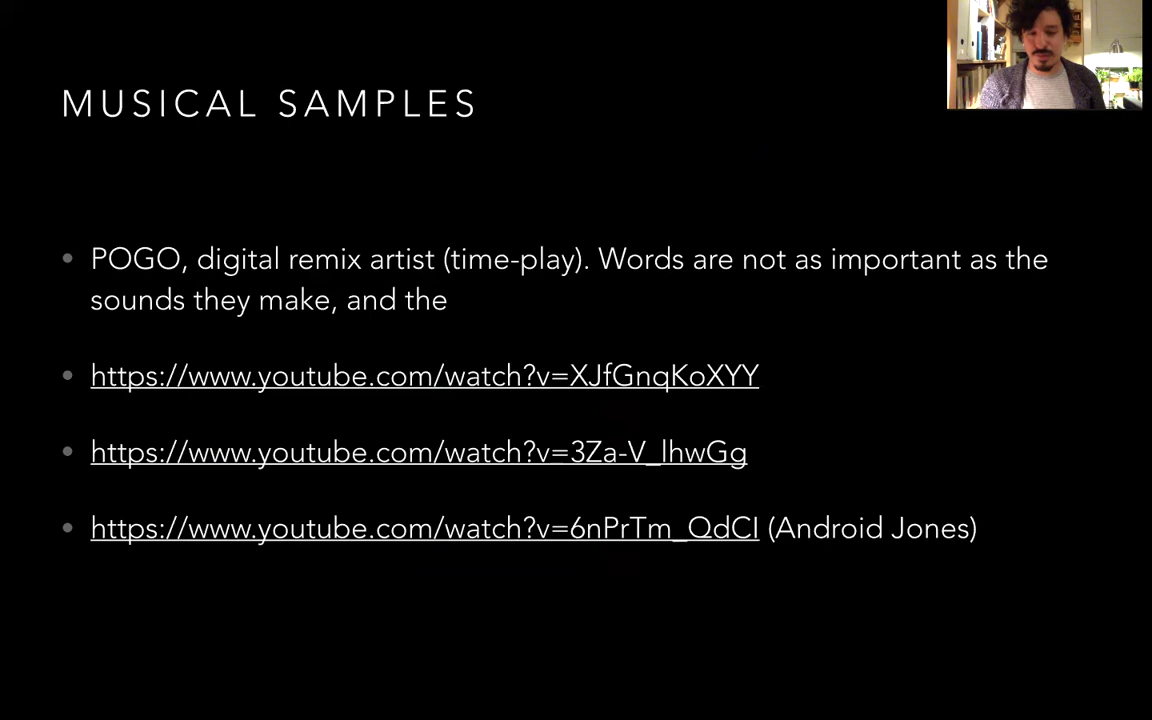 MUSICAL SAMPLES
• POGO, digital remix artist (time-play). Words are not as important as the
sounds they make, and the
• https://www.youtube.com/watch?v=XJfGnqKoXYY
• https://www.youtube.com/watch?v=3Za-V_lhwGg
• https://www.youtube.com/watch?v=6nPrTm_QdCI (Android Jones)